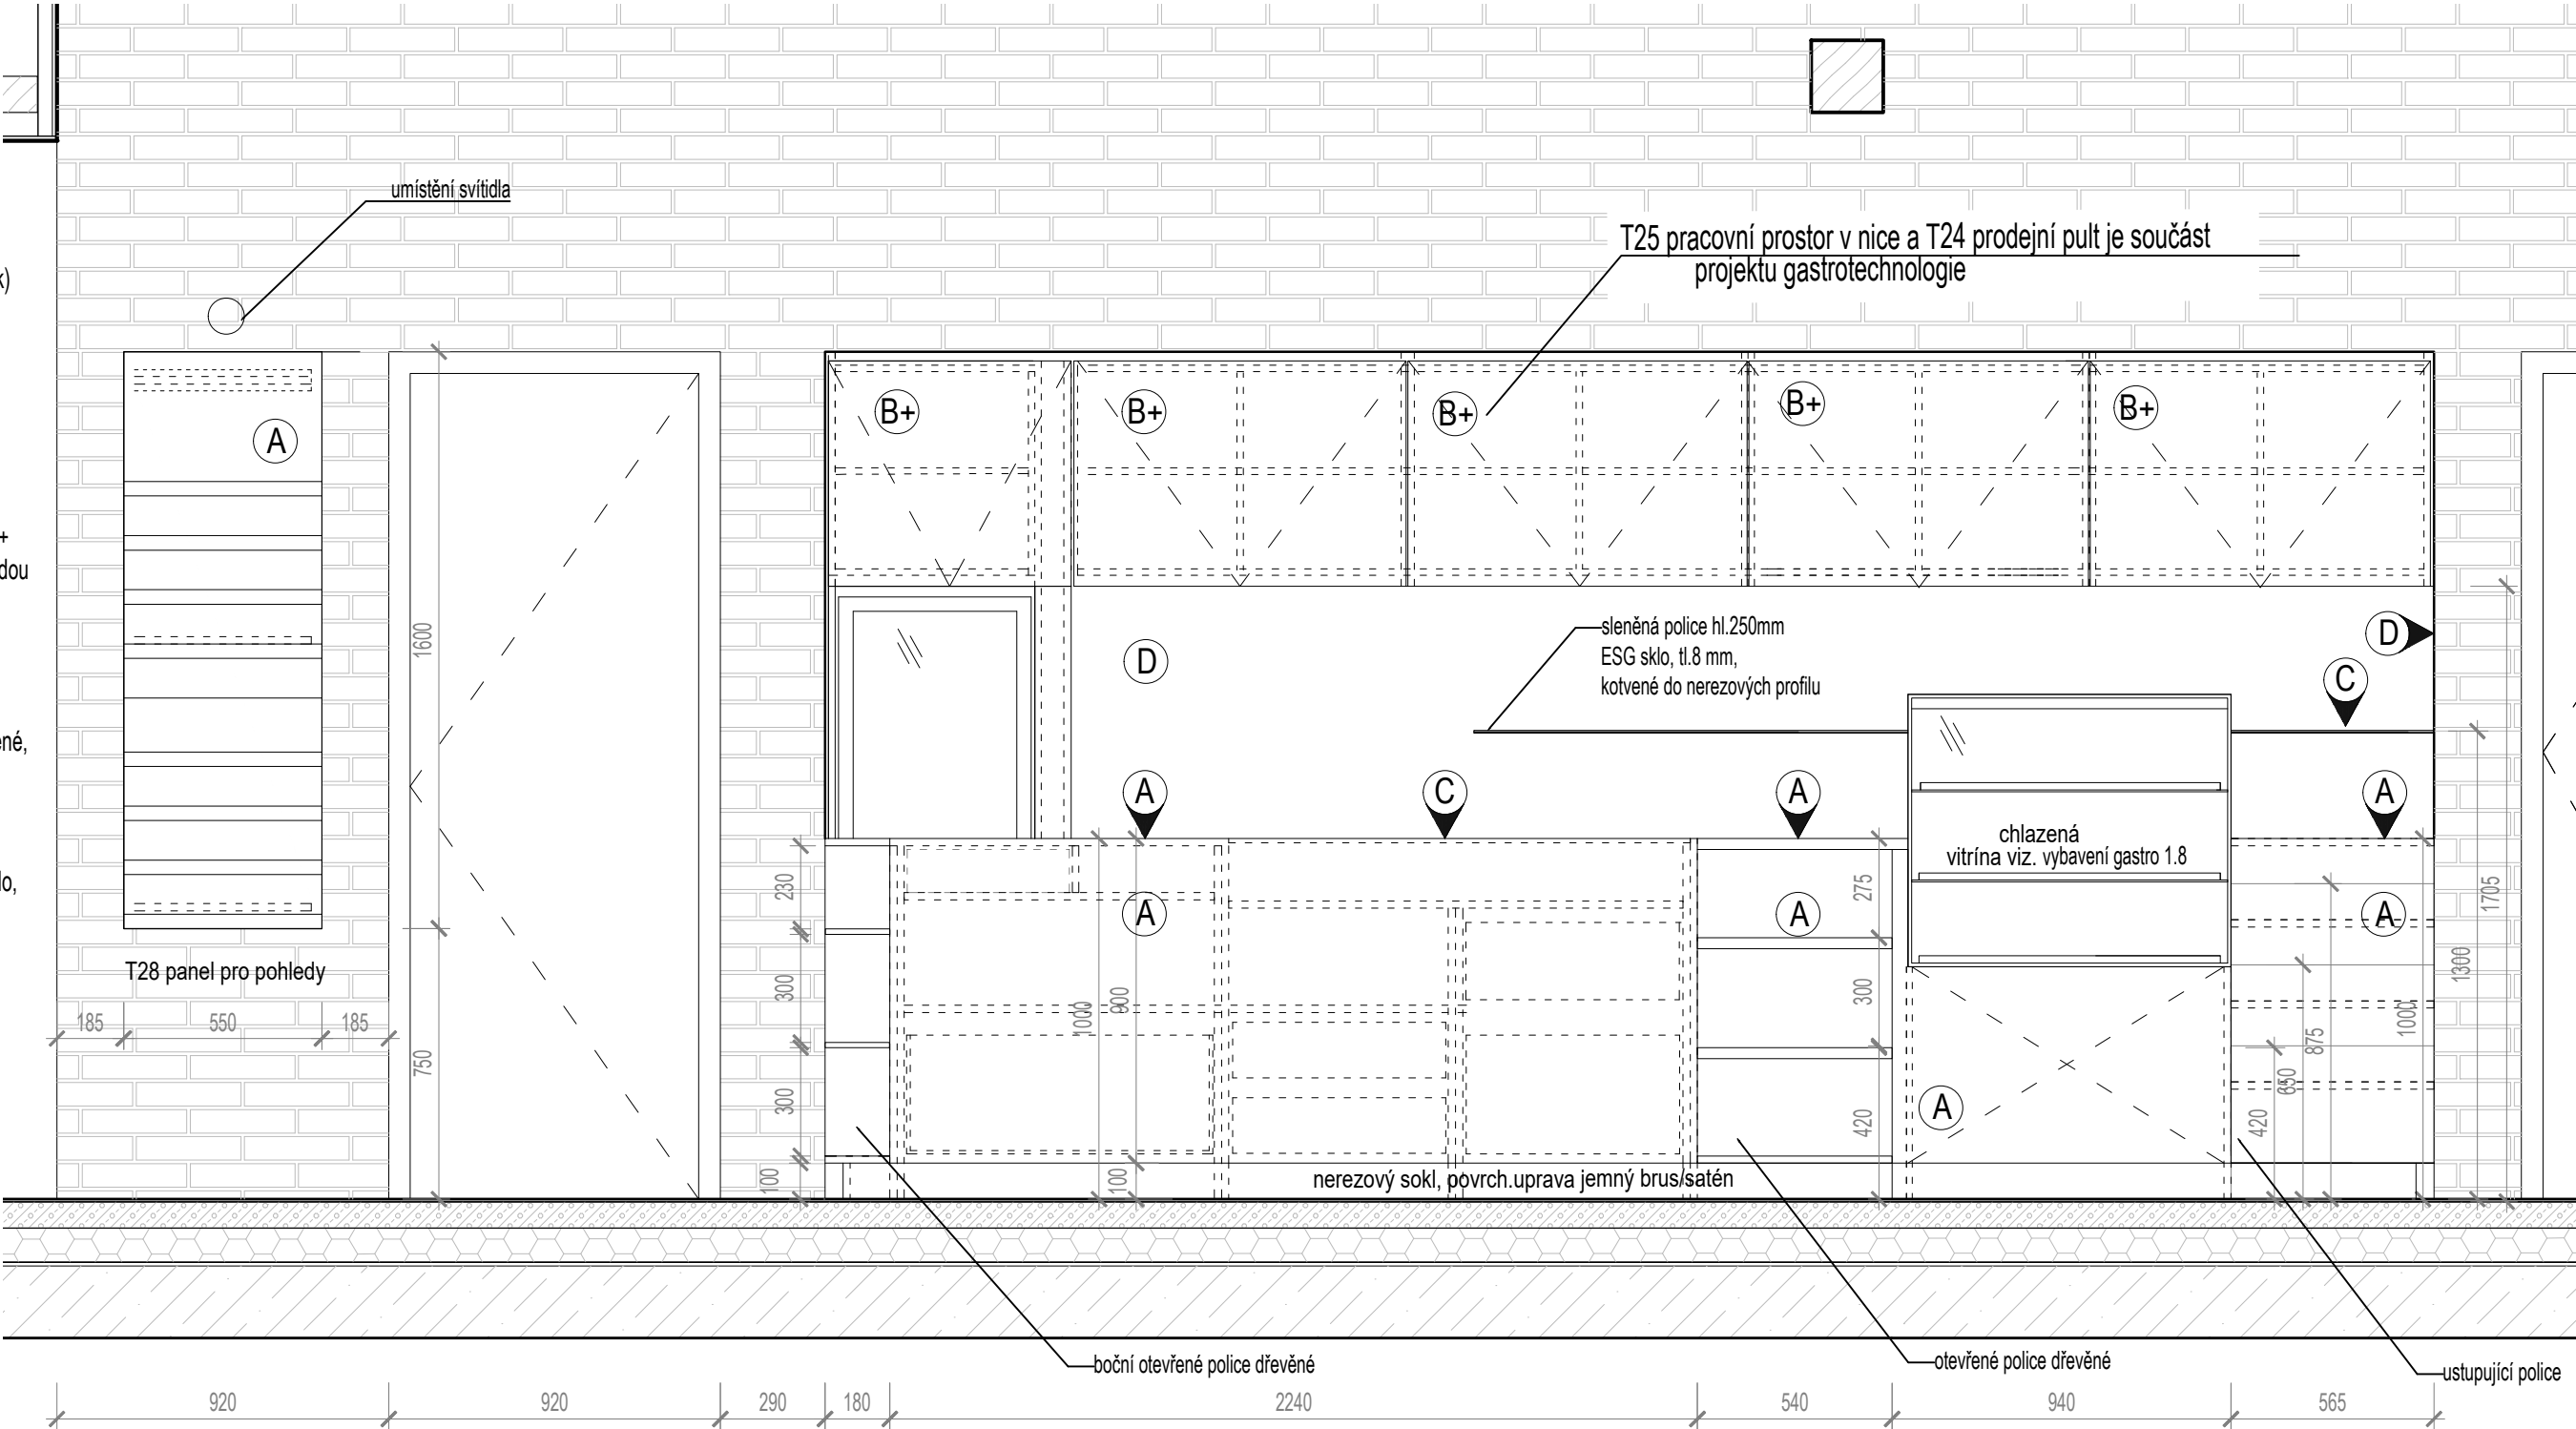 umístění svítidla
T25 pracovní prostor v nice a T24 prodejní pult je součást
projektu gastrotechnologie
k)
A
B+
B+
B+
B+
B+
+
dou
sleněná police hl.250mm
ESG sklo, tl.8 mm,
kotvené do nerezových profilu
D
D
C
1600
ené,
A
C
A
A
chlazená
vitrína viz. vybavení gastro 1.8
lo,
230
A
275
A
A
1705
1300
T28 panel pro pohledy
185
550
185
750
300
1000
900
300
1000
875
650
420
300
420
A
100
100
nerezový sokl, povrch.uprava jemný brus/satén
boční otevřené police dřevěné
otevřené police dřevěné
ustupující police
920
920
290
180
2240
540
940
565